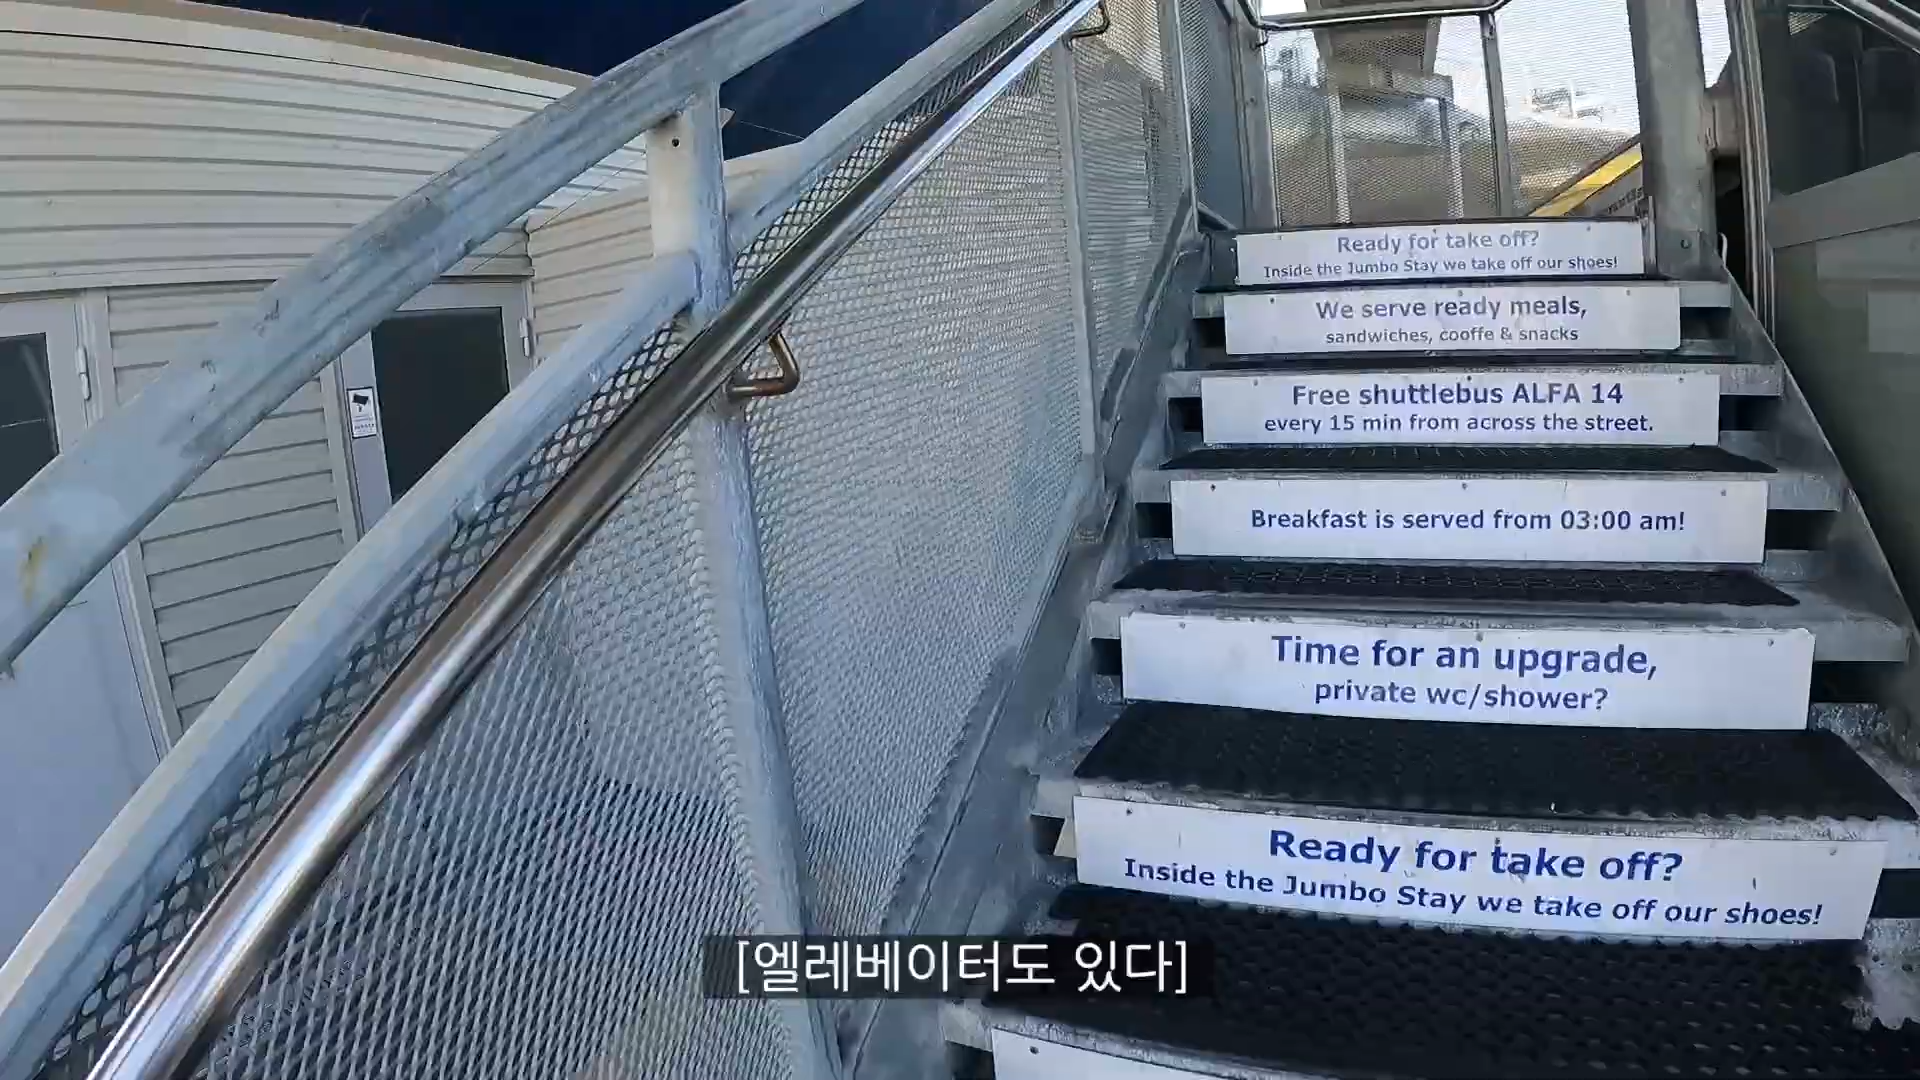 Ready for take off?
Inside the Jumbo Stay we take off our shoes!
We serve ready meals,
sandwiches, cooffe & snacks
Free shuttlebus ALFA 14
every 15 min from across the street.
Breakfast is served from 03:00 am!
Time for an upgrade,
private wc/shower?
Ready for take off?
Inside the Jumbo Stay we take off our shoes!
[엘레베이터도 있다]